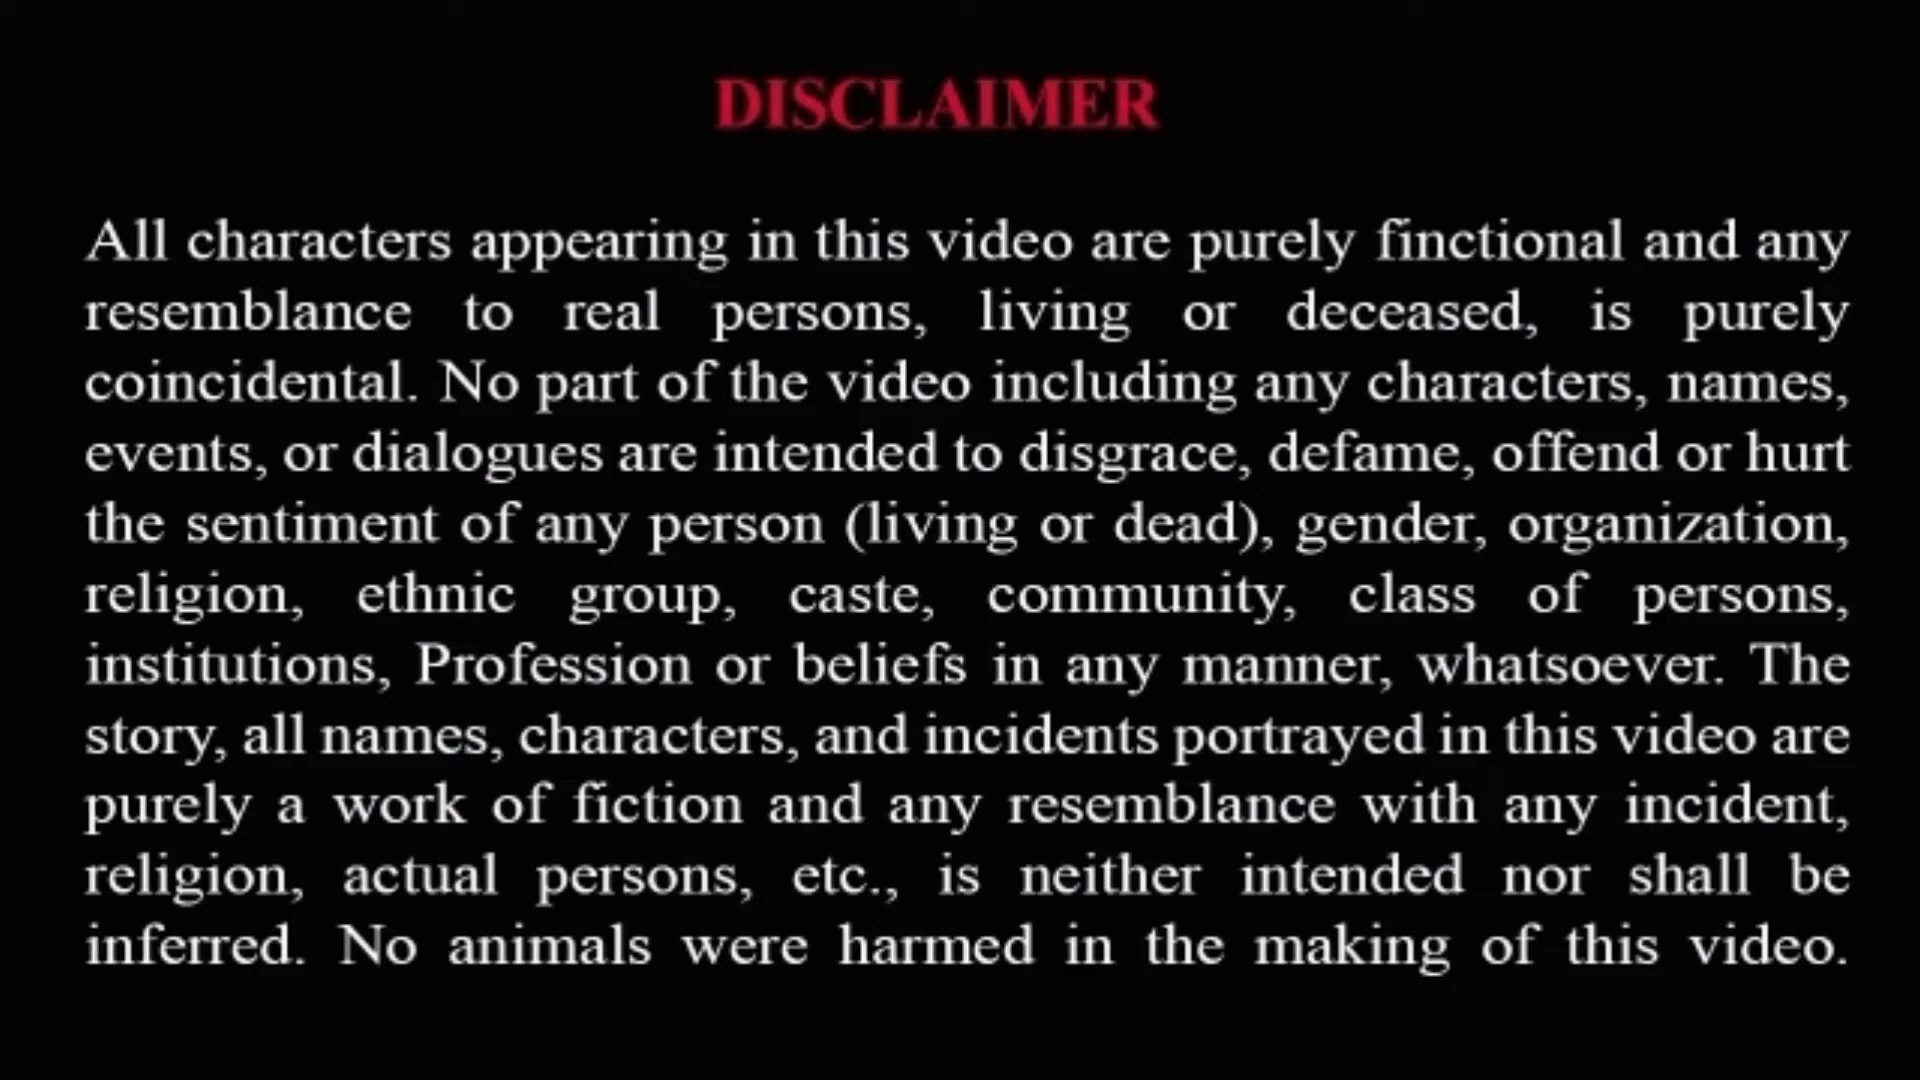 DISCLAIMER
All characters appearing in this video are purely finctional and any
resemblance to real persons, living or deceased, is purely
coincidental. No part of the video including any characters, names,
events, or dialogues are intended to disgrace, defame, offend or hurt
the sentiment of any person (living or dead), gender, organization,
religion, ethnic group, caste, community, class of persons,
institutions, Profession or beliefs in any manner, whatsoever. The
story, all names, characters, and incidents portrayed in this video are
purely a work of fiction and any resemblance with any incident,
religion, actual persons, etc., is neither intended nor shall be
inferred. No animals were harmed in the making of this video.